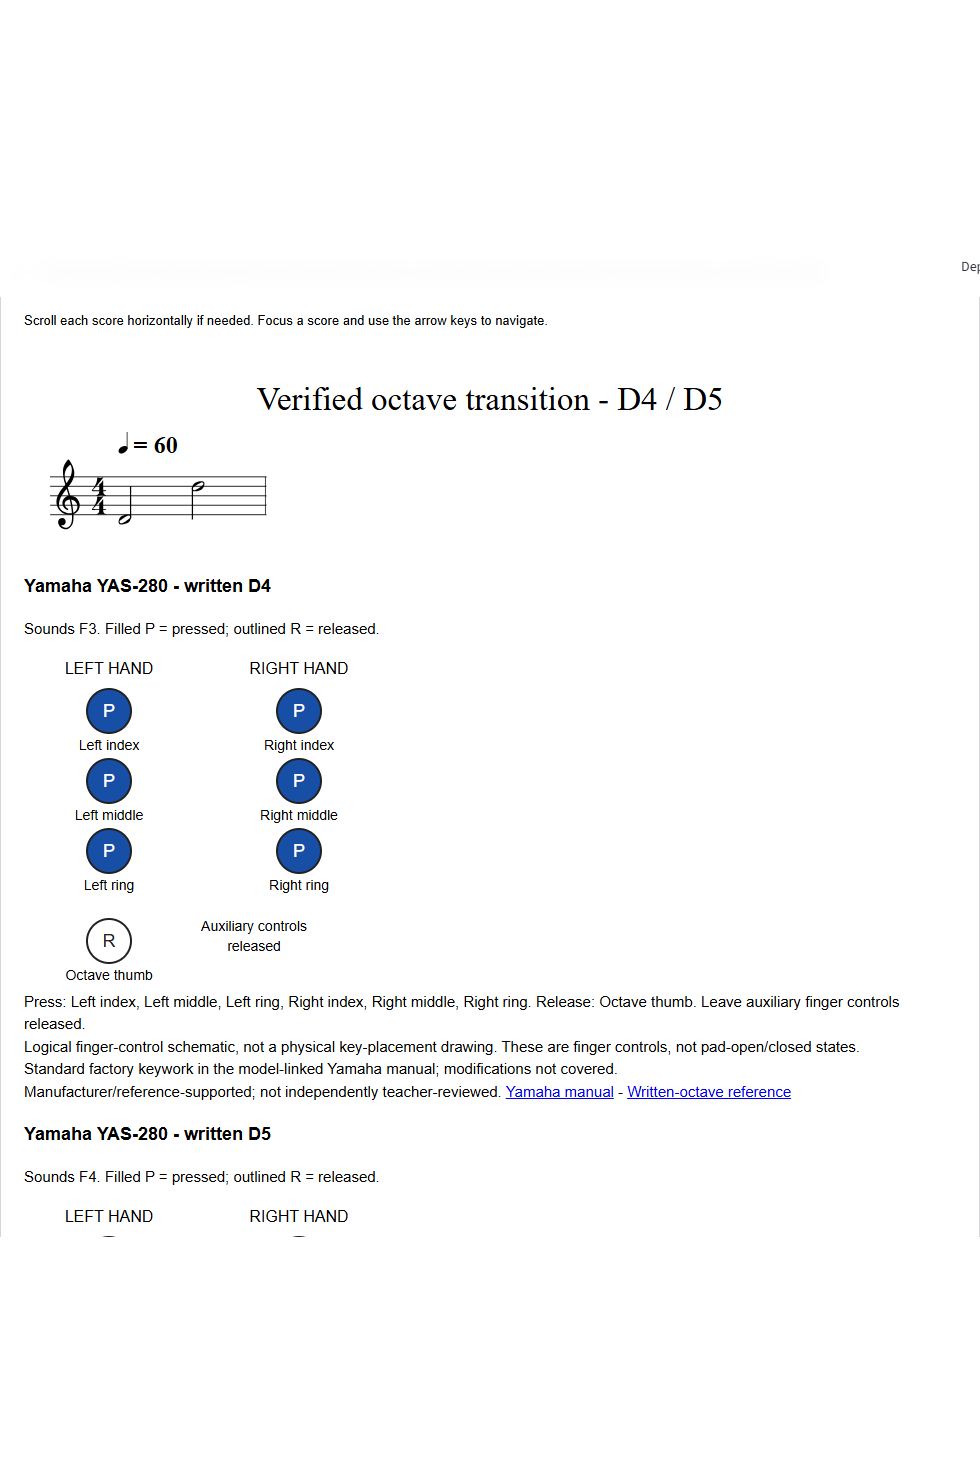 Dep
Scroll each score horizontally if needed. Focus a score and use the arrow keys to navigate.
Verified octave transition - D4 / D5
= 60
4
4
Yamaha YAS-280 - written D4
Sounds F3. Filled P = pressed; outlined R = released.
LEFT HAND RIGHT HAND
P P
Left index Right index
P P
Left middle Right middle
P P
Left ring Right ring
R Auxiliary controls
released
Octave thumb
Press: Left index, Left middle, Left ring, Right index, Right middle, Right ring. Release: Octave thumb. Leave auxiliary finger controls
released.
Logical finger-control schematic, not a physical key-placement drawing. These are finger controls, not pad-open/closed states.
Standard factory keywork in the model-linked Yamaha manual; modifications not covered.
Manufacturer/reference-supported; not independently teacher-reviewed. Yamaha manual - Written-octave reference
Yamaha YAS-280 - written D5
Sounds F4. Filled P = pressed; outlined R = released.
LEFT HAND RIGHT HAND